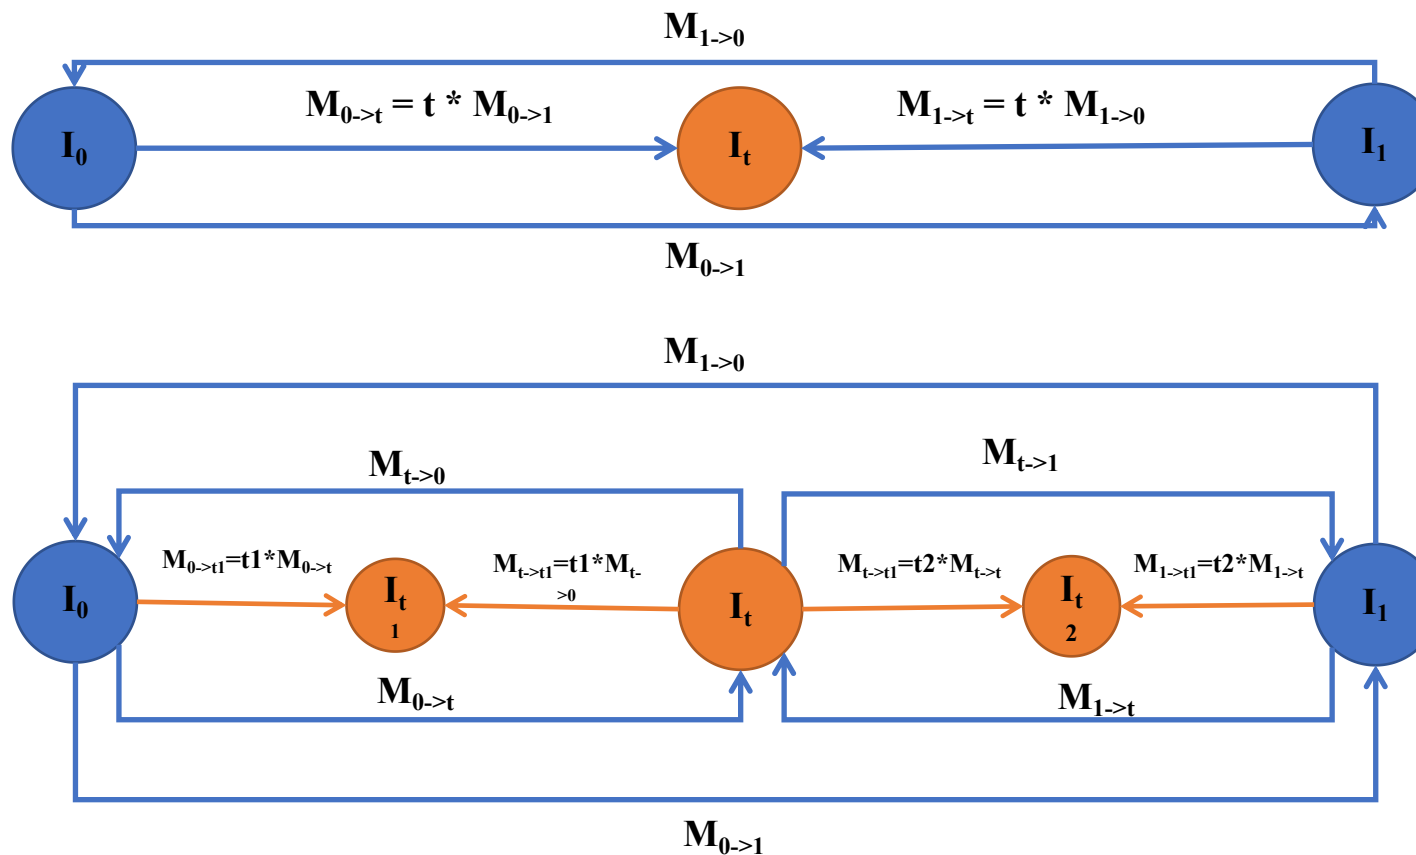 M1->0
M0->t = t * M0->1
M1->t = t * M1->0
I0
It
I1
M0->1
M1->0
Mt->0
Mt->1
M0->t1=t1*M0->t
Mt->t1=t1*Mt-
>0
Mt->t1=t2*Mt->t
M1->t1=t2*M1->t
I0
It
1
It
It
2
I1
M0->t
M1->t
M0->1